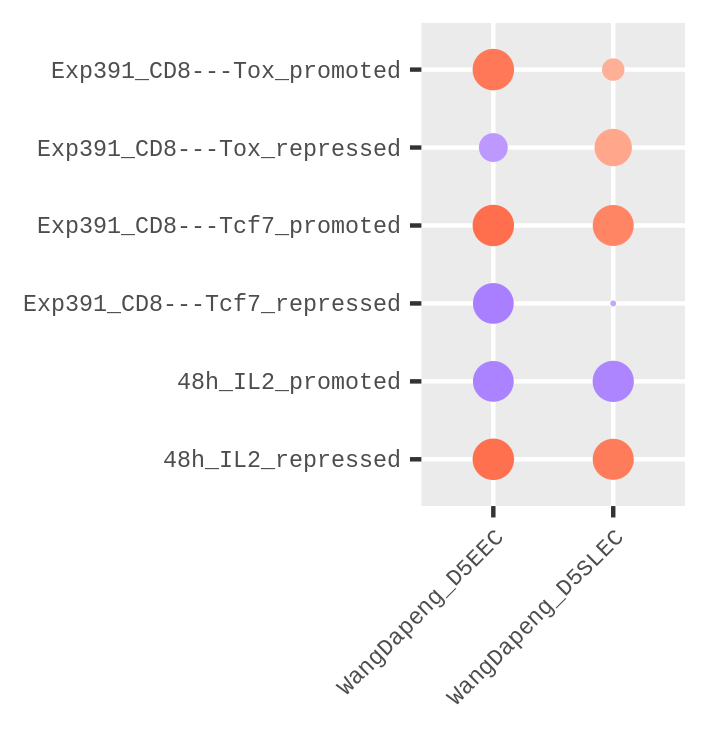 Exp391_CD8---Tox_promoted
Exp391_CD8---Tox_repressed
Exp391_CD8---Tcf7_promoted
Exp391_CD8---Tcf7_repressed
48h_IL2_promoted
48h_IL2_repressed
WangDapeng_D5EEC
WangDapeng_D5SLEC